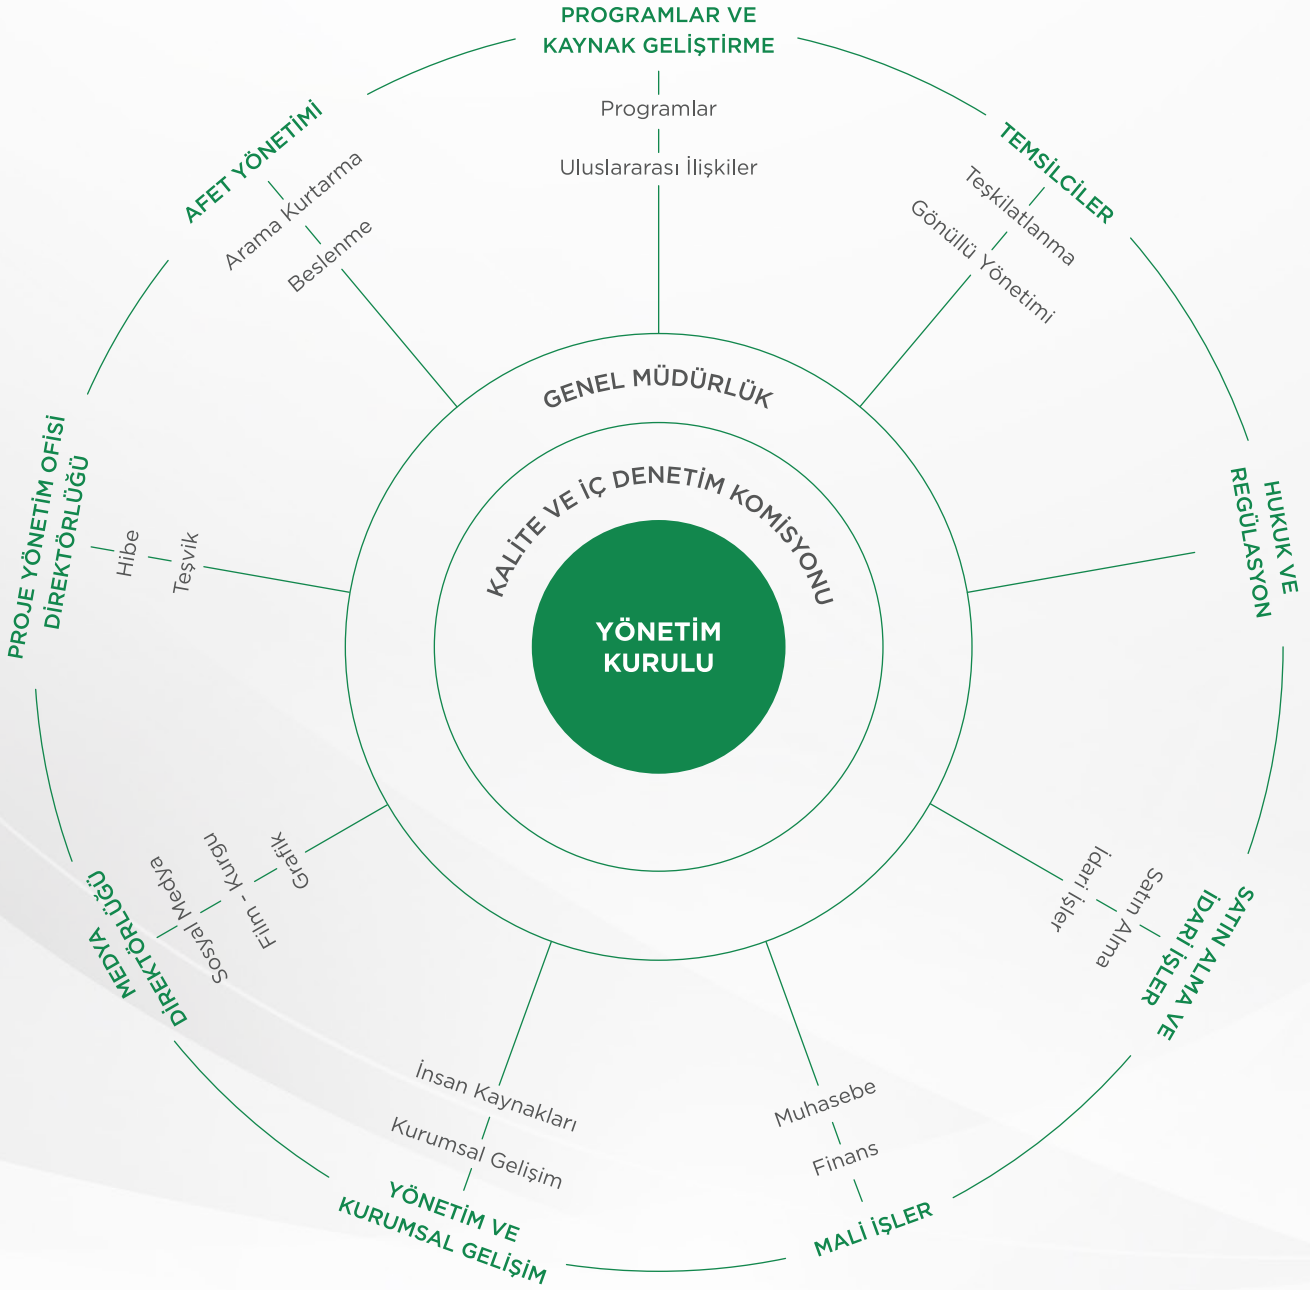 PROGRAMLAR VE
KAYNAK GELİŞTİRME
Programlar
Uluslararası İlişkiler
TEMSİLCİLER
Teşkilatlanma
Gönüllü Yönetimi
HUKUK VE
REGÜLASYON
SATIN ALMA VE
İDARİ İŞLER
Satın Alma
İdari İşler
MALİ İŞLER
Muhasebe
Finans
YÖNETİM VE
KURUMSAL GELİŞİM
İnsan Kaynakları
Kurumsal Gelişim
MEDYA
DİREKTÖRLÜĞÜ
Sosyal Medya
Film - Kurgu
Grafik
PROJE YÖNETİM OFİSİ
DİREKTÖRLÜĞÜ
Hibe
Teşvik
AFET YÖNETİMİ
Arama Kurtarma
Beslenme
GENEL MÜDÜRLÜK
KALİTE VE İÇ DENETİM KOMİSYONU
YÖNETİM
KURULU